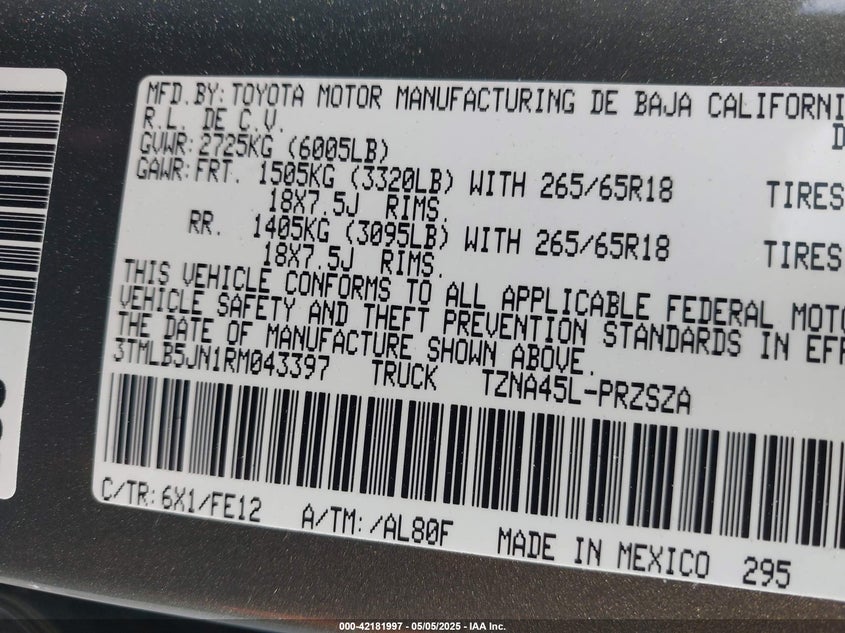 MFD.BY: TOYOTA MOTOR MANUFACTURING DE BAJA CALIFORNI
R.L. DE C.V. D
GVWR: 2725KG (6005LB)
GAWR: FRT. 1505KG (3320LB) WITH 265/65R18 TIRES
18X7.5J RIMS.
RR. 1405KG (3095LB) WITH 265/65R18 TIRES
18X7.5J RIMS.
THIS VEHICLE CONFORMS TO ALL APPLICABLE FEDERAL MOTO
VEHICLE SAFETY AND THEFT PREVENTION STANDARDS IN EFF
THE DATE OF MANUFACTURE SHOWN ABOVE.
3TMLB5JN1RM043397 TRUCK TZNA45L-PRZSZA
C/TR: 6X1/FE12 A/TM: /AL80F MADE IN MEXICO 295
000-42181997 - 05/05/2025 - IAA Inc.